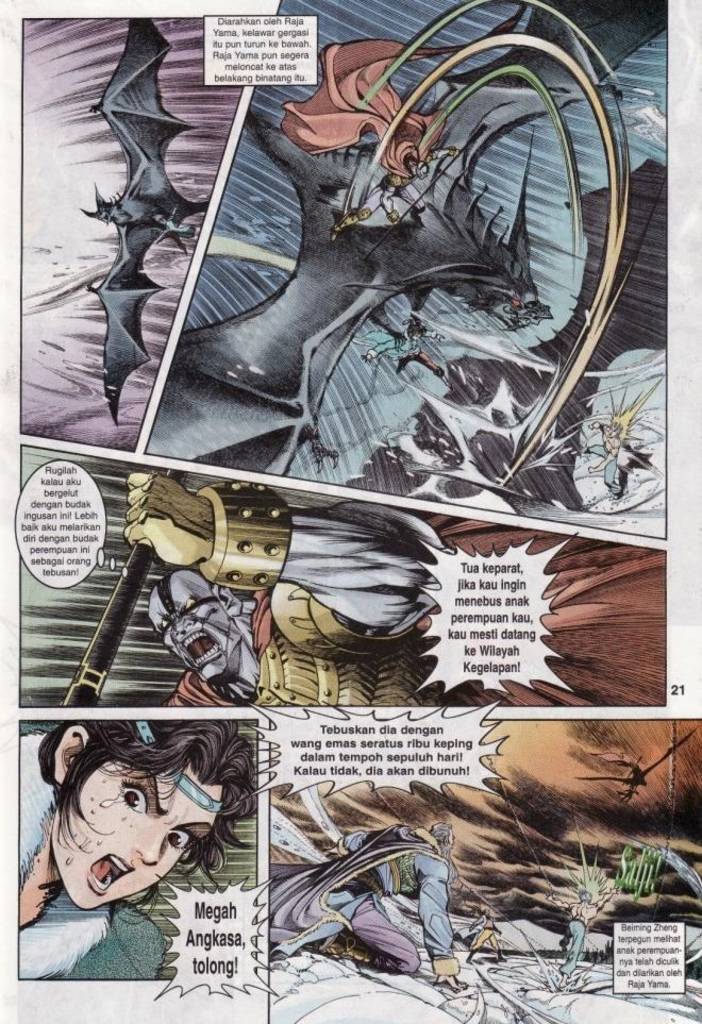 Diarahkan oleh Raja
Yama, kelawar gergasi
itu pun turun ke bawah.
Raja Yama pun segera
meloncat ke atas
belakang binatang itu.
Rugilah
kalau aku
bergelut
dengan budak
ingusan ini! Lebih
baik aku melarikan
diri dengan budak
perempuan ini
sebagai orang
tebusan!
Tua keparat,
jika kau ingin
menebus anak
perempuan kau,
kau mesti datang
ke Wilayah
Kegelapan!
21
Tebuskan dia dengan
wang emas seratus ribu keping
dalam tempoh sepuluh hari!
Kalau tidak, dia akan dibunuh!
Megah
Angkasa,
tolong!
Beiming Zheng
terpegun melihat
anak perempuan-
nya telah diculik
dan dilarikan oleh
Raja Yama.